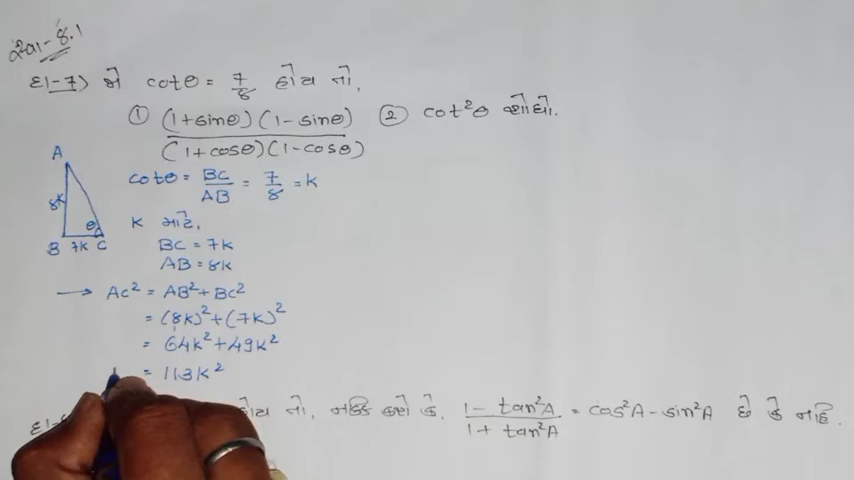 સ્વા-8.1
દા-7) જો cotθ = 7/8 હોય તો,
① (1+sinθ)(1-sinθ) / (1+cosθ)(1-cosθ) ② cot²θ શોધો.
A
8k
θ
B 7k C
cotθ = BC/AB = 7/8 = k
K માટે,
BC = 7k
AB = 8k
→ AC² = AB² + BC²
= (8k)² + (7k)²
= 64k² + 49k²
= 113k²
હોય તો, નક્કિ કરો કે, 1 - tan²A / 1 + tan²A = cos²A - sin²A છે કે નહિ.